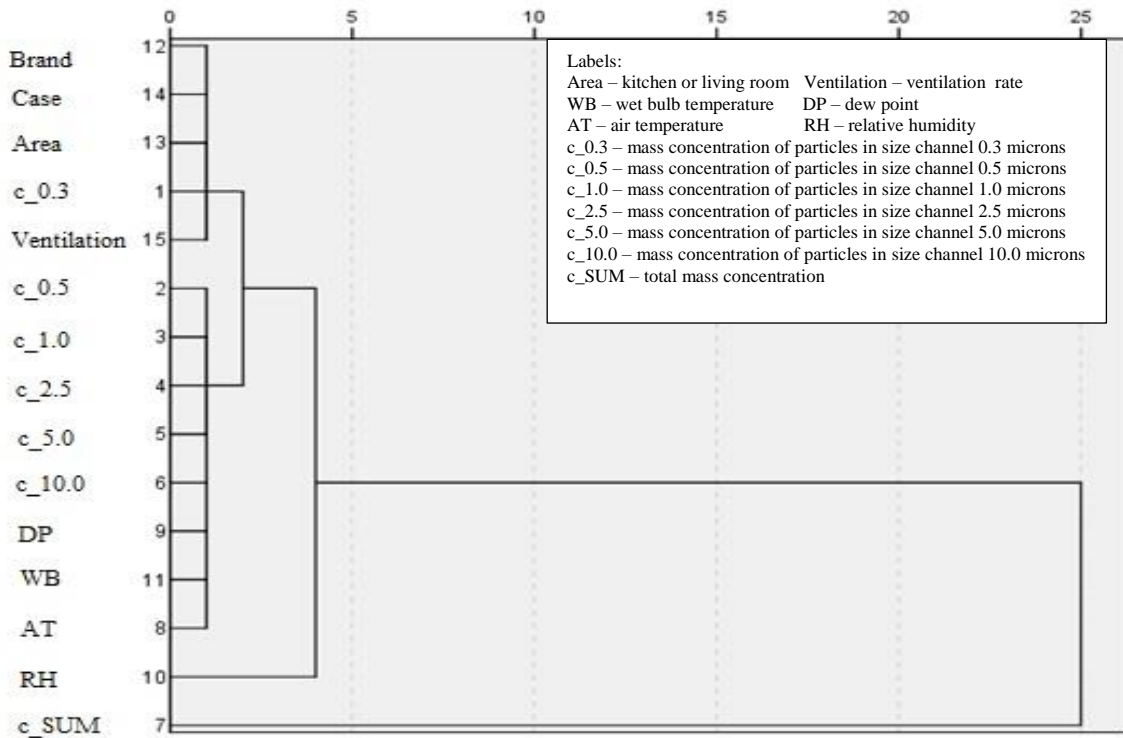 0 5 10 15 20 25
Labels:
Area – kitchen or living room Ventilation – ventilation rate
WB – wet bulb temperature DP – dew point
AT – air temperature RH – relative humidity
c_0.3 – mass concentration of particles in size channel 0.3 microns
c_0.5 – mass concentration of particles in size channel 0.5 microns
c_1.0 – mass concentration of particles in size channel 1.0 microns
c_2.5 – mass concentration of particles in size channel 2.5 microns
c_5.0 – mass concentration of particles in size channel 5.0 microns
c_10.0 – mass concentration of particles in size channel 10.0 microns
c_SUM – total mass concentration
Brand 12
Case 14
Area 13
c_0.3 1
Ventilation 15
c_0.5 2
c_1.0 3
c_2.5 4
c_5.0 5
c_10.0 6
DP 9
WB 11
AT 8
RH 10
c_SUM 7